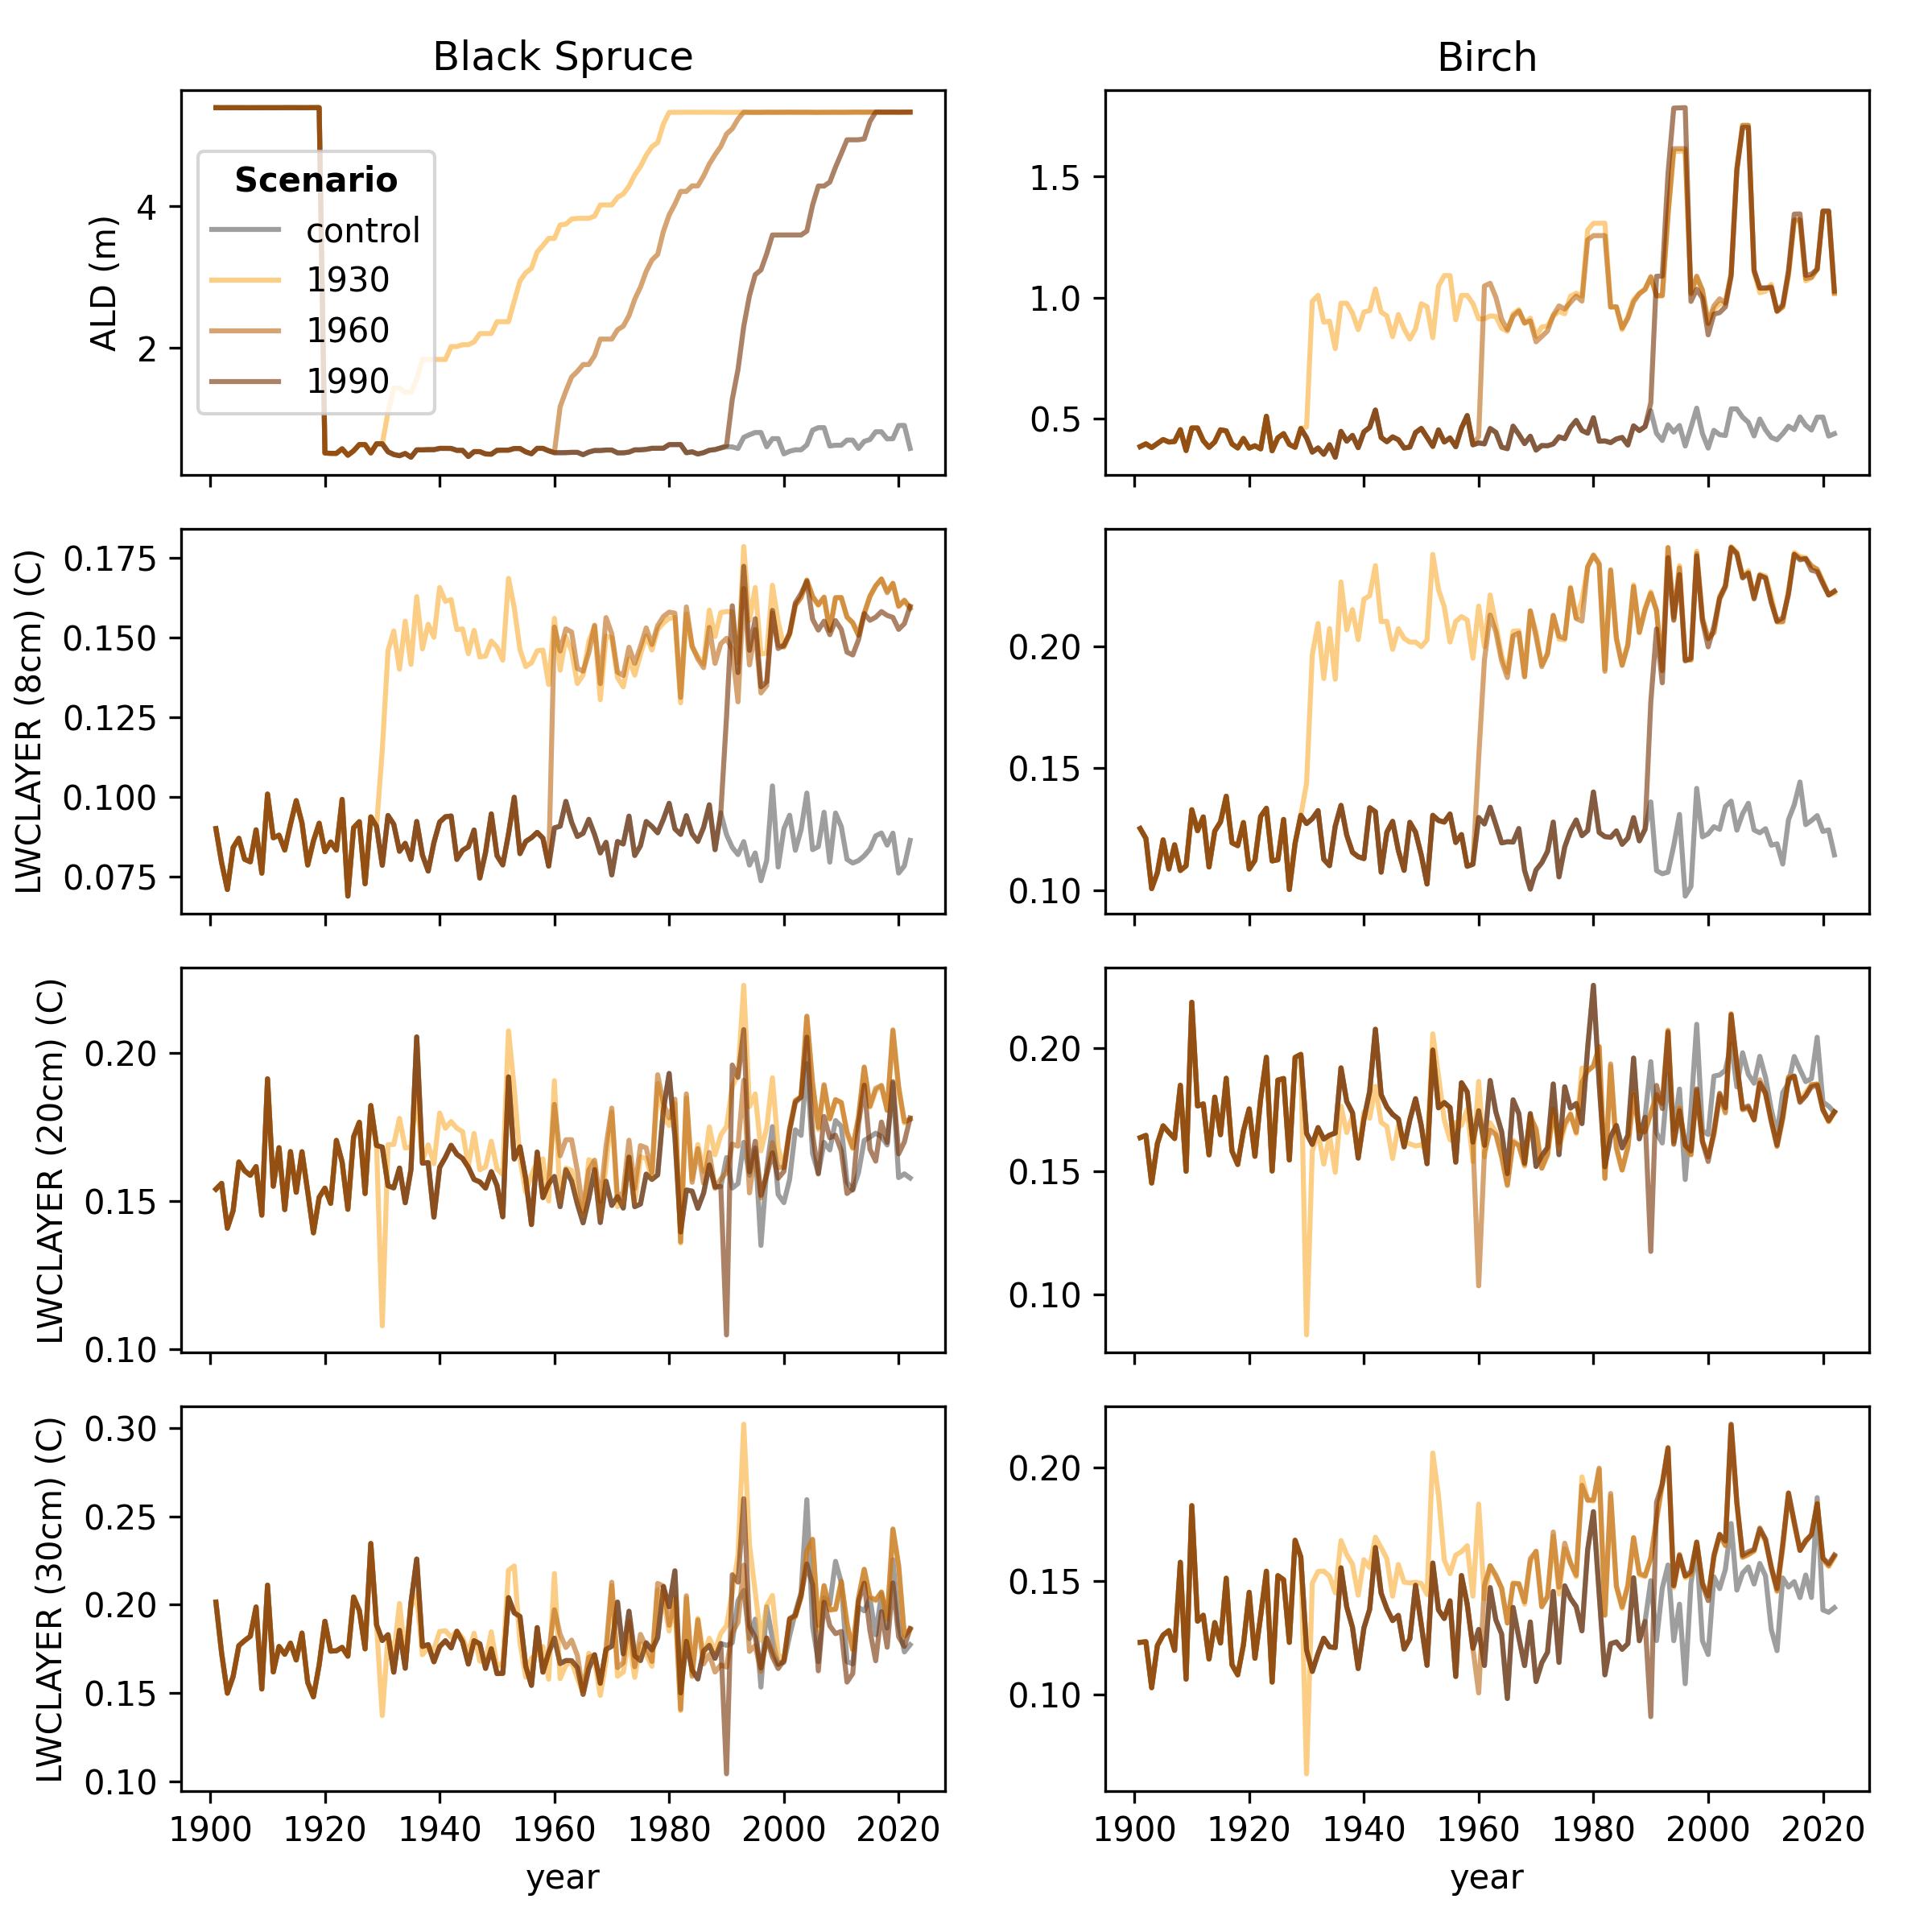 Black Spruce
Birch
ALD (m)
4
2
Scenario
control
1930
1960
1990
1.5
1.0
0.5
LWCLAYER (8cm) (C)
0.175
0.150
0.125
0.100
0.075
0.20
0.15
0.10
LWCLAYER (20cm) (C)
0.20
0.15
0.10
0.20
0.15
0.10
LWCLAYER (30cm) (C)
0.30
0.25
0.20
0.15
0.10
0.20
0.15
0.10
1900 1920 1940 1960 1980 2000 2020
year
1900 1920 1940 1960 1980 2000 2020
year